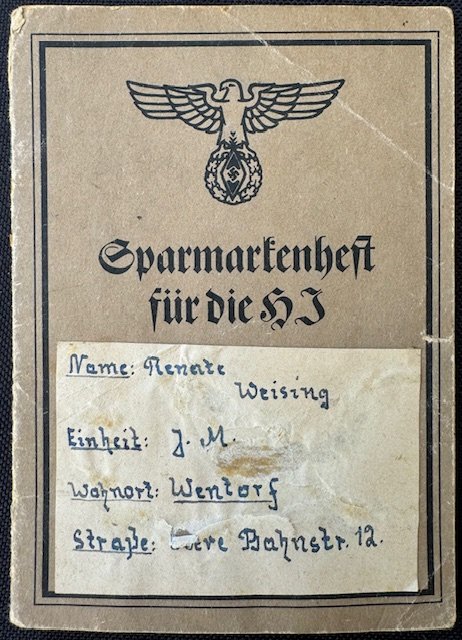 Sparmarkenheft
für die HJ
Name: Renate
Weising
Einheit: J. M.
Wohnort: Wentorf
Straße: Bahnstr. 12.